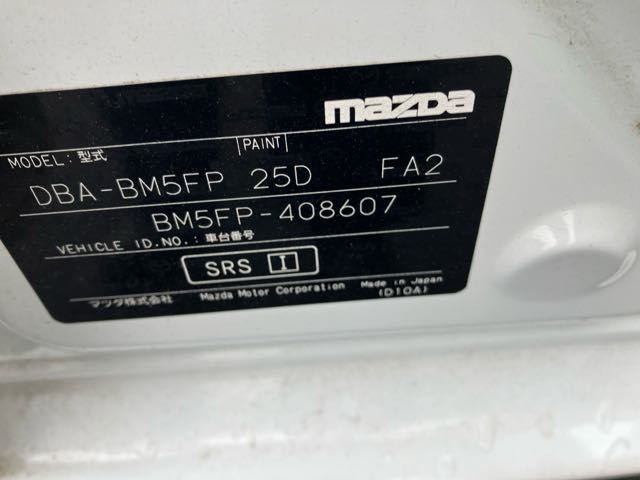 mazda
MODEL: 型式 PAINT
DBA-BM5FP 25D FA2
BM5FP-408607
VEHICLE ID.NO.: 車台番号
SRS I
マツダ株式会社 Mazda Motor Corporation Made in Japan
(D10A)